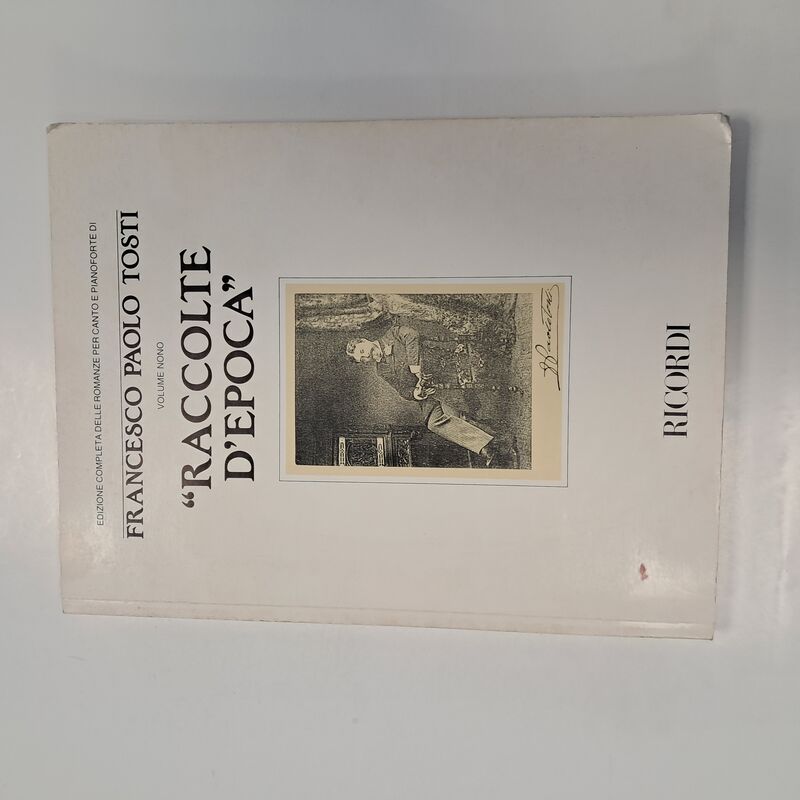 EDIZIONE COMPLETA DELLE ROMANZE PER CANTO E PIANOFORTE DI
FRANCESCO PAOLO TOSTI
VOLUME NONO
“RACCOLTE
D’EPOCA”
RICORDI